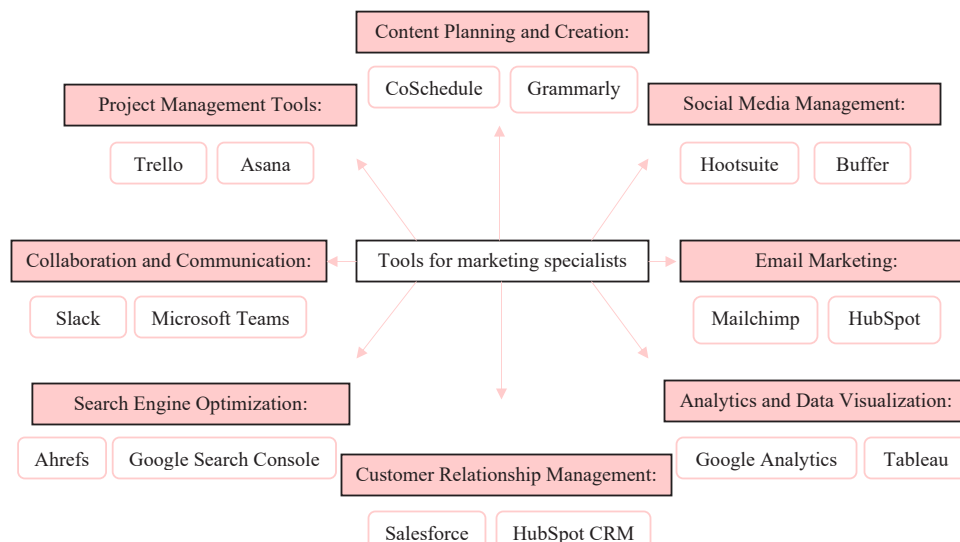 Content Planning and Creation:
CoSchedule
Grammarly
Project Management Tools:
Trello
Asana
Social Media Management:
Hootsuite
Buffer
Collaboration and Communication:
Slack
Microsoft Teams
Tools for marketing specialists
Email Marketing:
Mailchimp
HubSpot
Search Engine Optimization:
Ahrefs
Google Search Console
Customer Relationship Management:
Salesforce
HubSpot CRM
Analytics and Data Visualization:
Google Analytics
Tableau